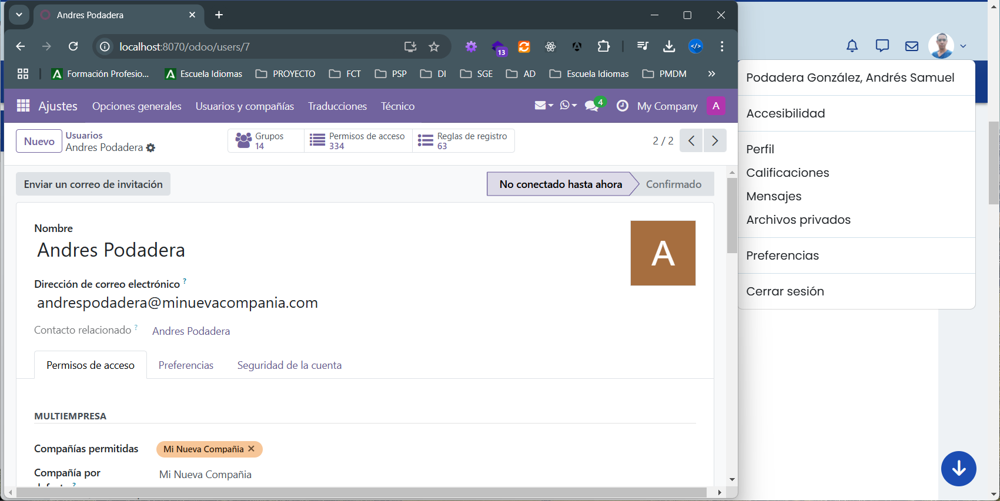 Andres Podadera
localhost:8070/odoo/users/7
13
Formación Profesio...
Escuela Idiomas
PROYECTO
FCT
PSP
DI
SGE
AD
Escuela Idiomas
PMDM
Ajustes
Opciones generales
Usuarios y compañías
Traducciones
Técnico
4
My Company
A
Nuevo
Usuarios
Andres Podadera
Grupos
14
Permisos de acceso
334
Reglas de registro
63
2 / 2
Enviar un correo de invitación
No conectado hasta ahora
Confirmado
Nombre
Andres Podadera
A
Dirección de correo electrónico ?
andrespodadera@minuevacompania.com
Contacto relacionado ?
Andres Podadera
Permisos de acceso
Preferencias
Seguridad de la cuenta
MULTIEMPRESA
Compañías permitidas
Mi Nueva Compañia
Compañía por
Mi Nueva Compañia
Podadera González, Andrés Samuel
Accesibilidad
Perfil
Calificaciones
Mensajes
Archivos privados
Preferencias
Cerrar sesión